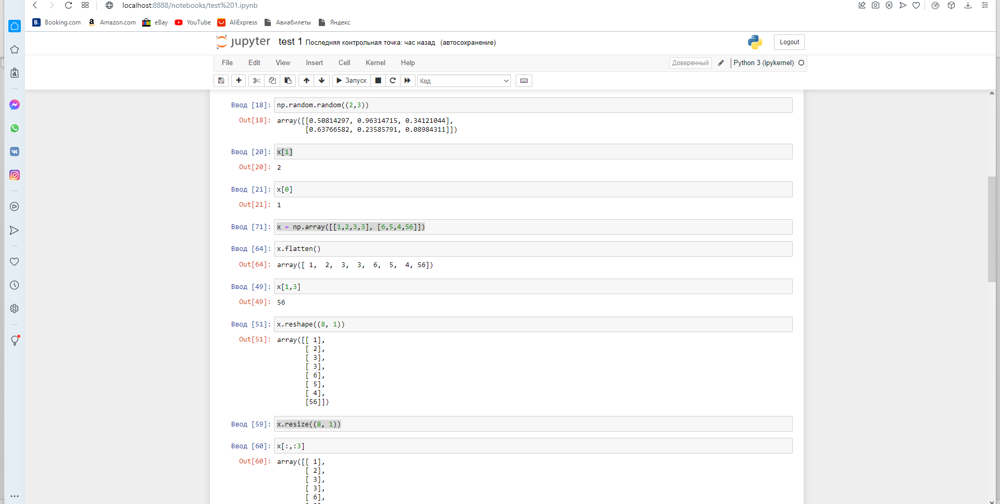 localhost:8888/notebooks/test%201.ipynb
B. Booking.com a Amazon.com eBay YouTube AliExpress Авиабилеты Яндекс
jupyter test 1 Последняя контрольная точка: час назад (автосохранение) Logout
File Edit View Insert Cell Kernel Help Доверенный Python 3 (ipykernel)
Запуск Код
Ввод [18]: np.random.random((2,3))
Out[18]: array([[0.50814297, 0.96314715, 0.34121044],
[0.63766582, 0.23585791, 0.08984311]])
Ввод [20]: x[1]
Out[20]: 2
Ввод [21]: x[0]
Out[21]: 1
Ввод [71]: x = np.array([[1,2,3,3], [6,5,4,56]])
Ввод [64]: x.flatten()
Out[64]: array([ 1,  2,  3,  3,  6,  5,  4, 56])
Ввод [49]: x[1,3]
Out[49]: 56
Ввод [51]: x.reshape((8, 1))
Out[51]: array([[ 1],
[ 2],
[ 3],
[ 3],
[ 6],
[ 5],
[ 4],
[56]])
Ввод [59]: x.resize((8, 1))
Ввод [60]: x[:,:3]
Out[60]: array([[ 1],
[ 2],
[ 3],
[ 3],
[ 6],